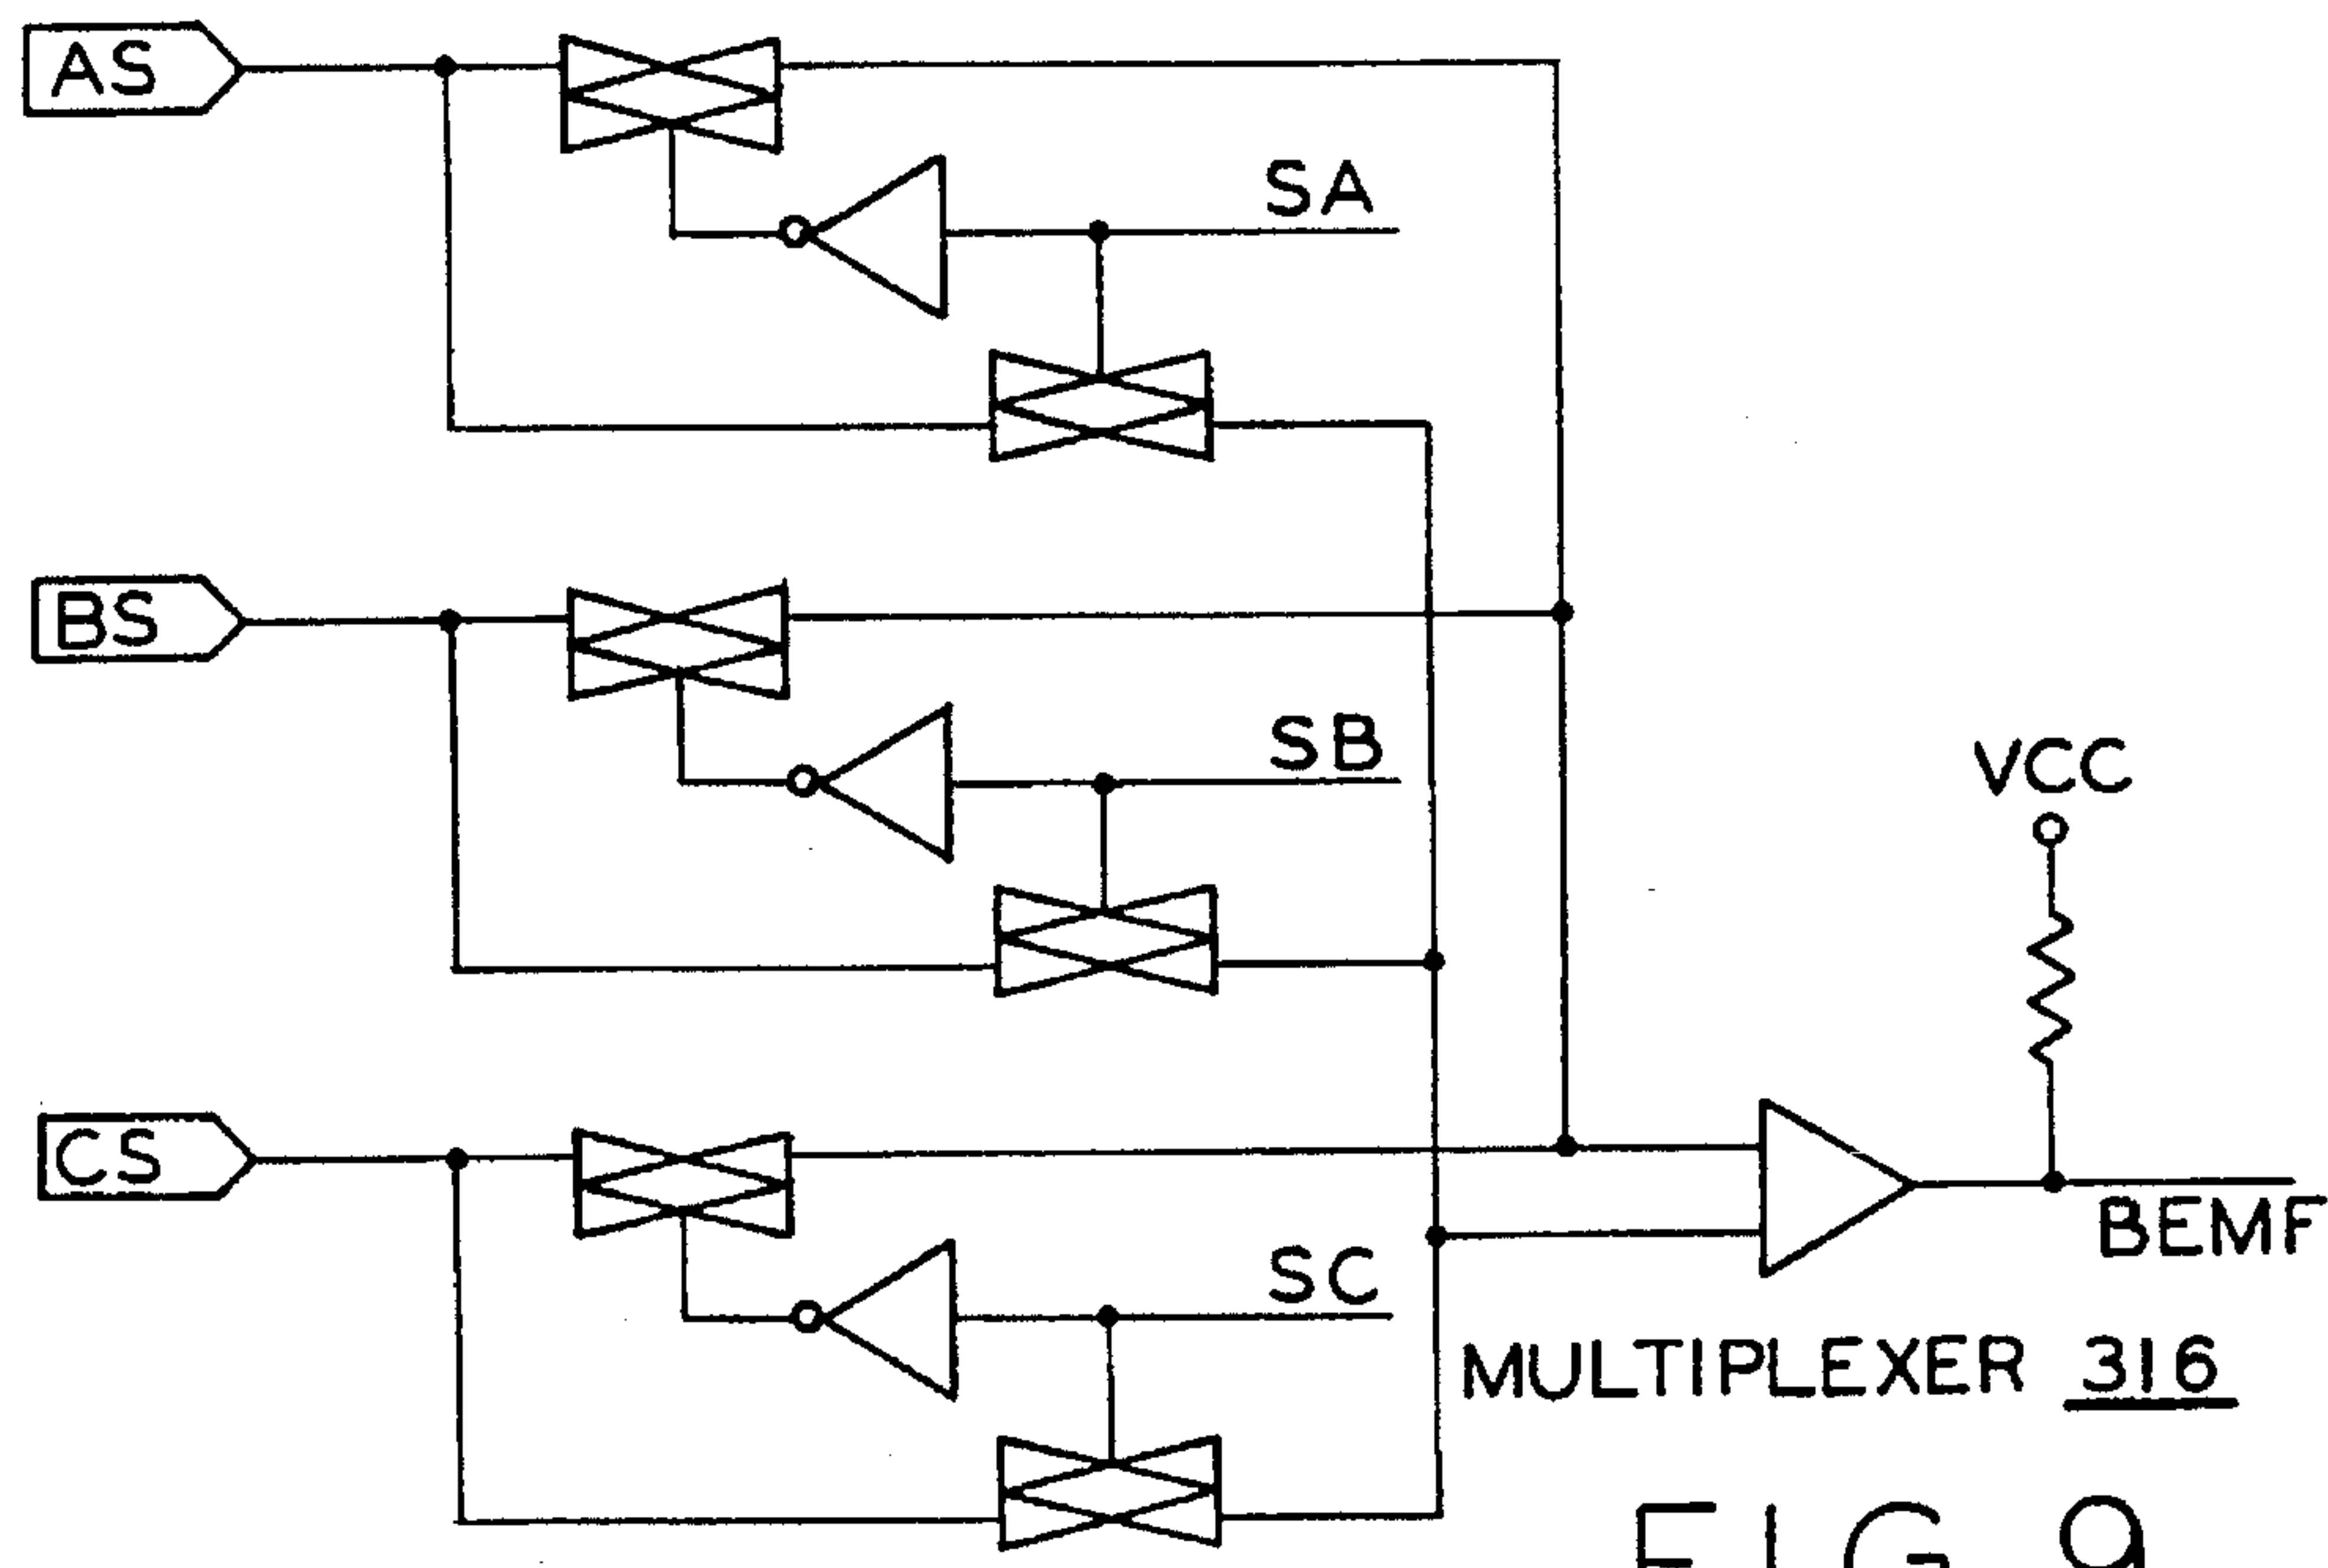 AS
SA
BS
SB
VCC
CS
BEMF
SC
MULTIPLEXER 316
FIG 9